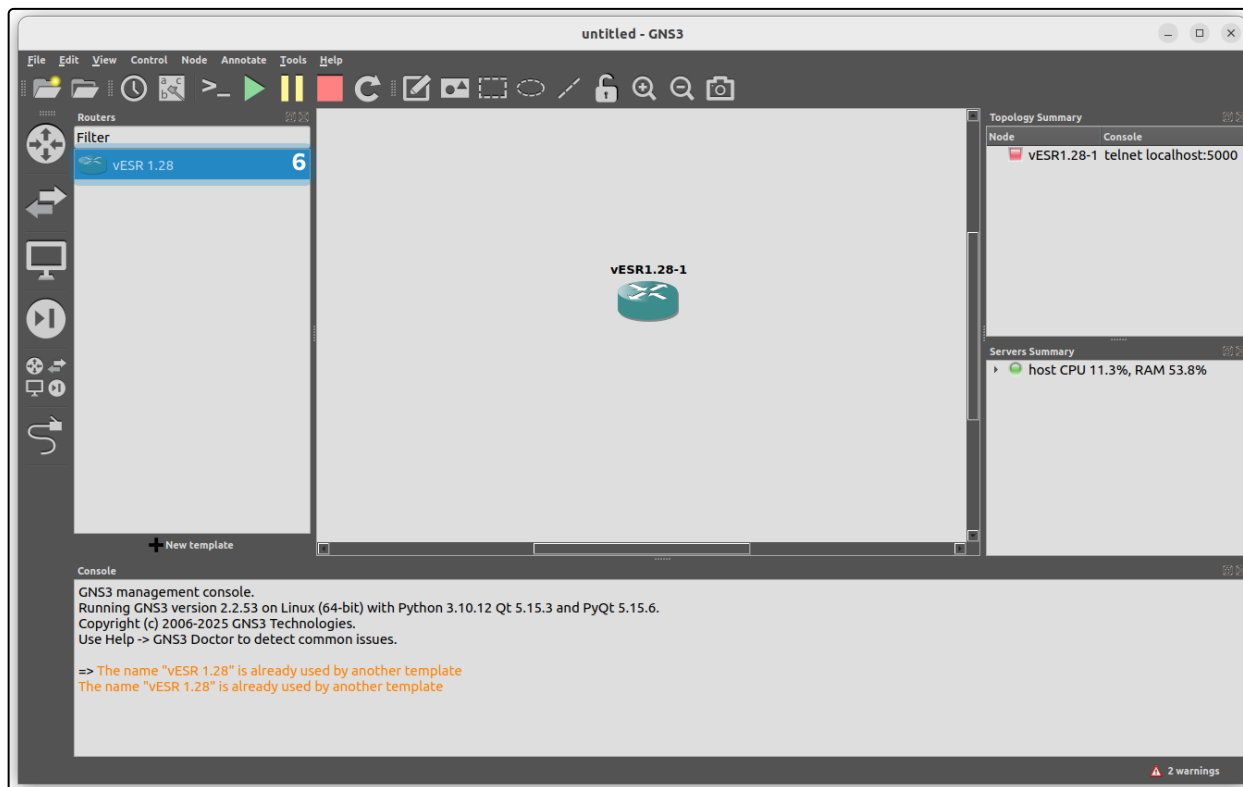 untitled - GNS3
File Edit View Control Node Annotate Tools Help
Routers
Filter
vESR 1.28 6
New template
vESR1.28-1
Topology Summary
Node Console
vESR1.28-1 telnet localhost:5000
Servers Summary
host CPU 11.3%, RAM 53.8%
Console
GNS3 management console.
Running GNS3 version 2.2.53 on Linux (64-bit) with Python 3.10.12 Qt 5.15.3 and PyQt 5.15.6.
Copyright (c) 2006-2025 GNS3 Technologies.
Use Help -> GNS3 Doctor to detect common issues.
=> The name "vESR 1.28" is already used by another template
The name "vESR 1.28" is already used by another template
2 warnings